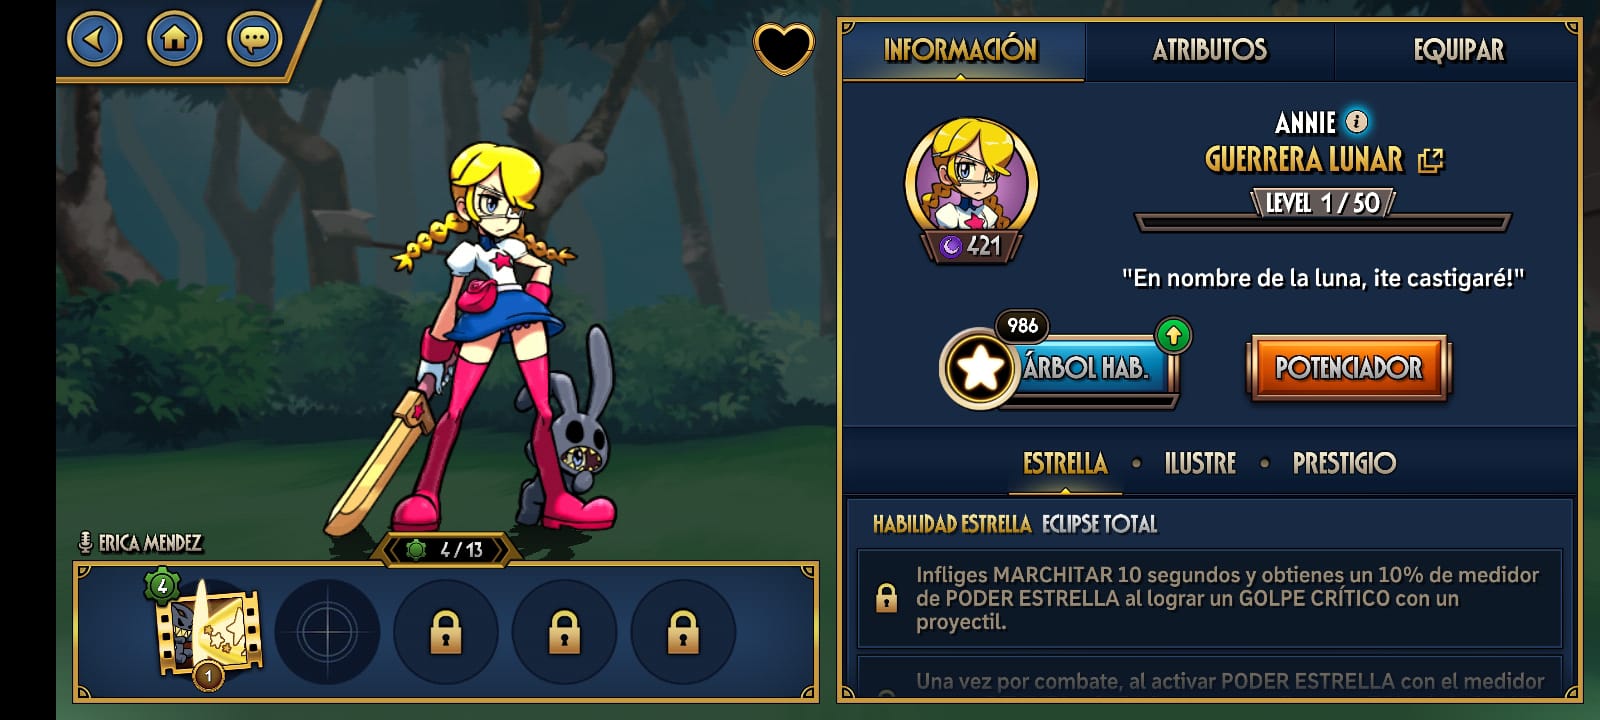 INFORMACIÓN
ATRIBUTOS
EQUIPAR
ANNIE i
GUERRERA LUNAR
LEVEL 1 / 50
421
"En nombre de la luna, ¡te castigaré!"
986
ÁRBOL HAB.
POTENCIADOR
ESTRELLA • ILUSTRE • PRESTIGIO
HABILIDAD ESTRELLA ECLIPSE TOTAL
Infliges MARCHITAR 10 segundos y obtienes un 10% de medidor
de PODER ESTRELLA al lograr un GOLPE CRÍTICO con un
proyectil.
Una vez por combate, al activar PODER ESTRELLA con el medidor
ERICA MENDEZ
4 / 13
4
1